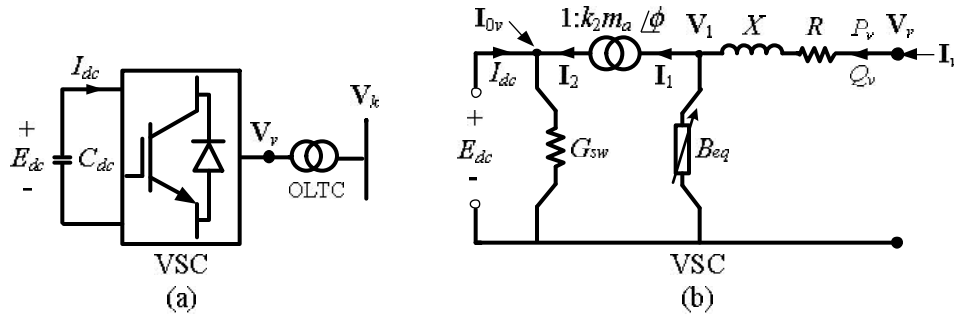 I_dc
+
E_dc
-
C_dc
V_v
V_k
OLTC
VSC
(a)
I_0v
1:k_2m_a ∠ϕ
V_1
X
R
P_v
V_v
I_dc
I_2
I_1
Q_v
I_v
+
E_dc
-
G_sw
B_eq
VSC
(b)